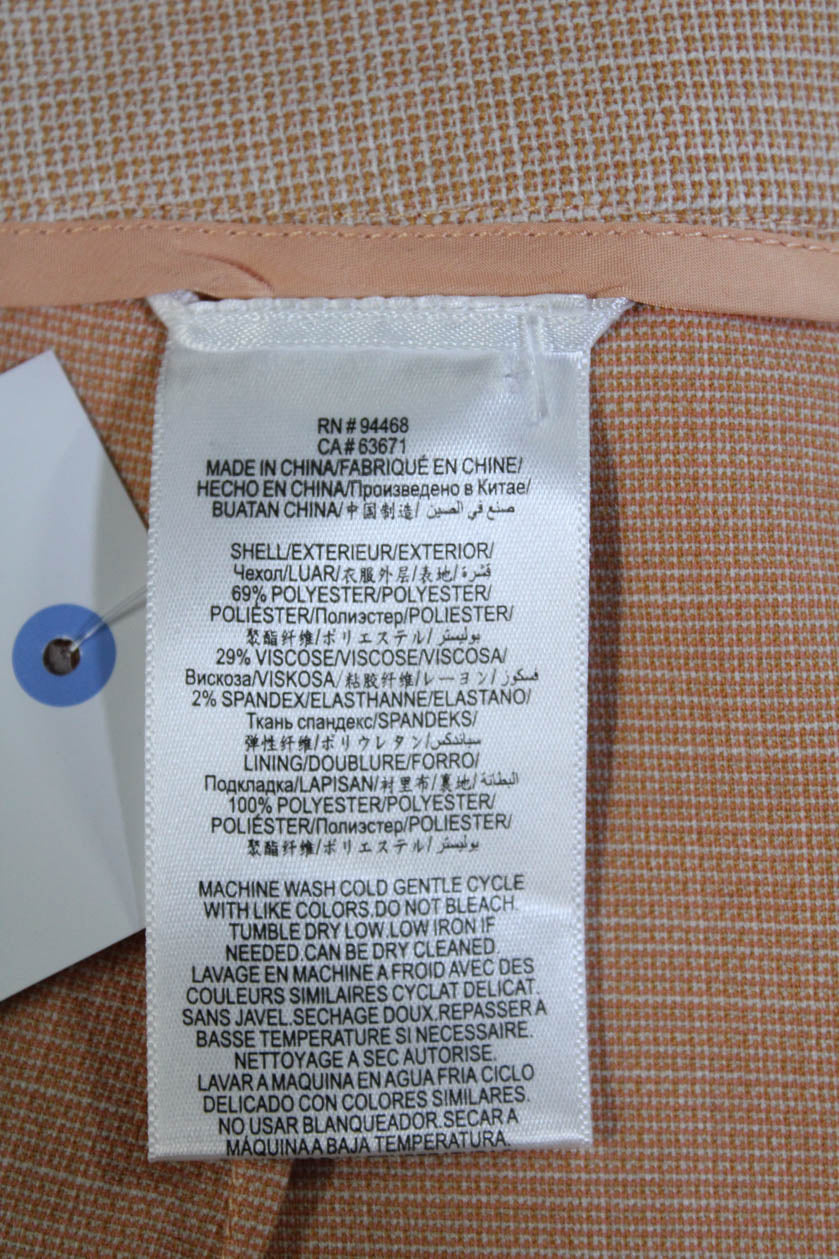 RN # 94468
CA # 63671
MADE IN CHINA/FABRIQUÉ EN CHINE/
HECHO EN CHINA/Произведено в Китае/
BUATAN CHINA/中国制造/صنع في الصين
SHELL/EXTERIEUR/EXTERIOR/
Чехол/LUAR/衣服外层/表地/قشرة
69% POLYESTER/POLYESTER/
POLIÉSTER/Полиэстер/POLIESTER/
聚酯纤维/ポリエステル/بوليستر
29% VISCOSE/VISCOSE/VISCOSA/
Вискоза/VISKOSA/粘胶纤维/レーヨン/فسكوز
2% SPANDEX/ELASTHANNE/ELASTANO/
Ткань спандекс/SPANDEKS/
弹性纤维/ポリウレタン/سباندكس
LINING/DOUBLURE/FORRO/
Подкладка/LAPISAN/衬里布/裏地/البطانة
100% POLYESTER/POLYESTER/
POLIÉSTER/Полиэстер/POLIESTER/
聚酯纤维/ポリエステル/بوليستر
MACHINE WASH COLD GENTLE CYCLE
WITH LIKE COLORS.DO NOT BLEACH.
TUMBLE DRY LOW.LOW IRON IF
NEEDED.CAN BE DRY CLEANED.
LAVAGE EN MACHINE A FROID AVEC DES
COULEURS SIMILAIRES CYCLAT DELICAT.
SANS JAVEL.SECHAGE DOUX.REPASSER A
BASSE TEMPERATURE SI NECESSAIRE.
NETTOYAGE A SEC AUTORISE.
LAVAR A MAQUINA EN AGUA FRIA CICLO
DELICADO CON COLORES SIMILARES.
NO USAR BLANQUEADOR.SECAR A
MÁQUINA A BAJA TEMPERATURA.